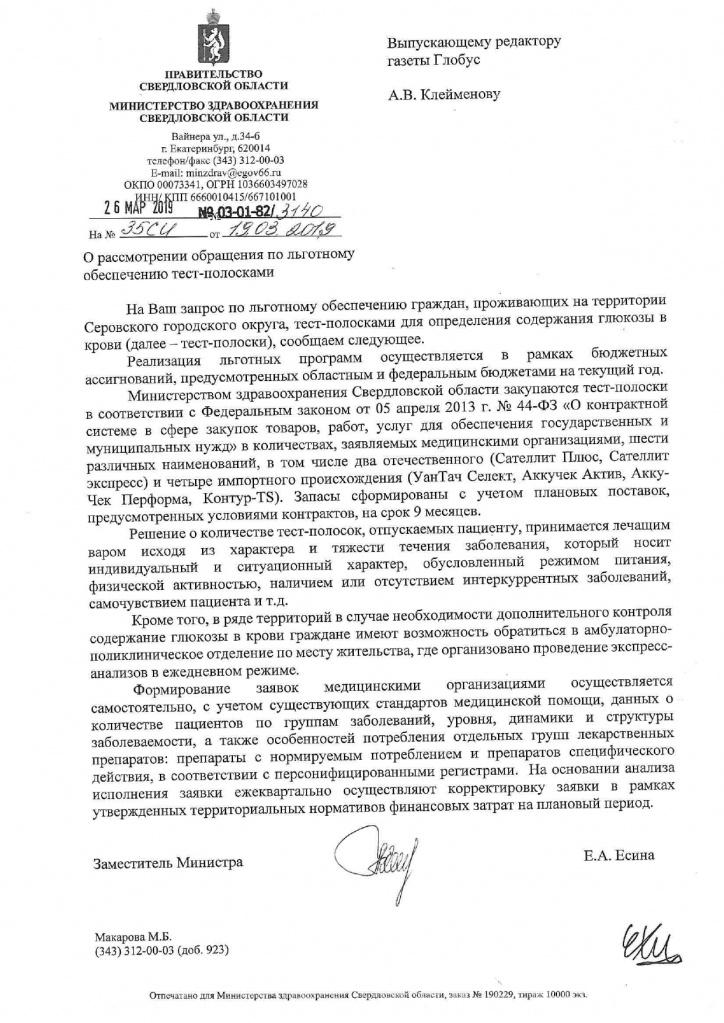 ПРАВИТЕЛЬСТВО
СВЕРДЛОВСКОЙ ОБЛАСТИ
МИНИСТЕРСТВО ЗДРАВООХРАНЕНИЯ
СВЕРДЛОВСКОЙ ОБЛАСТИ
Вайнера ул., д.34-б
г. Екатеринбург, 620014
телефон/факс (343) 312-00-03
E-mail: minzdrav@egov66.ru
ОКПО 00073341, ОГРН 1036603497028
ИНН/ КПП 6660010415/667101001
26 МАР 2019 № 03-01-82/3140
На № 35СИ от 19.03.2019
Выпускающему редактору
газеты Глобус
А.В. Клейменову
О рассмотрении обращения по льготному
обеспечению тест-полосками
На Ваш запрос по льготному обеспечению граждан, проживающих на территории
Серовского городского округа, тест-полосками для определения содержания глюкозы в
крови (далее – тест-полоски), сообщаем следующее.
Реализация льготных программ осуществляется в рамках бюджетных
ассигнований, предусмотренных областным и федеральным бюджетами на текущий год.
Министерством здравоохранения Свердловской области закупаются тест-полоски
в соответствии с Федеральным законом от 05 апреля 2013 г. № 44-ФЗ «О контрактной
системе в сфере закупок товаров, работ, услуг для обеспечения государственных и
муниципальных нужд» в количествах, заявляемых медицинскими организациями, шести
различных наименований, в том числе два отечественного (Сателлит Плюс, Сателлит
экспресс) и четыре импортного происхождения (УанТач Селект, Аккучек Актив, Акку-
Чек Перформа, Контур-TS). Запасы сформированы с учетом плановых поставок,
предусмотренных условиями контрактов, на срок 9 месяцев.
Решение о количестве тест-полосок, отпускаемых пациенту, принимается лечащим
варом исходя из характера и тяжести течения заболевания, который носит
индивидуальный и ситуационный характер, обусловленный режимом питания,
физической активностью, наличием или отсутствием интеркуррентных заболеваний,
самочувствием пациента и т.д.
Кроме того, в ряде территорий в случае необходимости дополнительного контроля
содержание глюкозы в крови граждане имеют возможность обратиться в амбулаторно-
поликлиническое отделение по месту жительства, где организовано проведение экспресс-
анализов в ежедневном режиме.
Формирование заявок медицинскими организациями осуществляется
самостоятельно, с учетом существующих стандартов медицинской помощи, данных о
количестве пациентов по группам заболеваний, уровня, динамики и структуры
заболеваемости, а также особенностей потребления отдельных групп лекарственных
препаратов: препараты с нормируемым потреблением и препаратов специфического
действия, в соответствии с персонифицированными регистрами. На основании анализа
исполнения заявки ежеквартально осуществляют корректировку заявки в рамках
утвержденных территориальных нормативов финансовых затрат на плановый период.
Заместитель Министра Е.А. Есина
Макарова М.Б.
(343) 312-00-03 (доб. 923)
Отпечатано для Министерства здравоохранения Свердловской области, заказ № 190229, тираж 10000 экз.